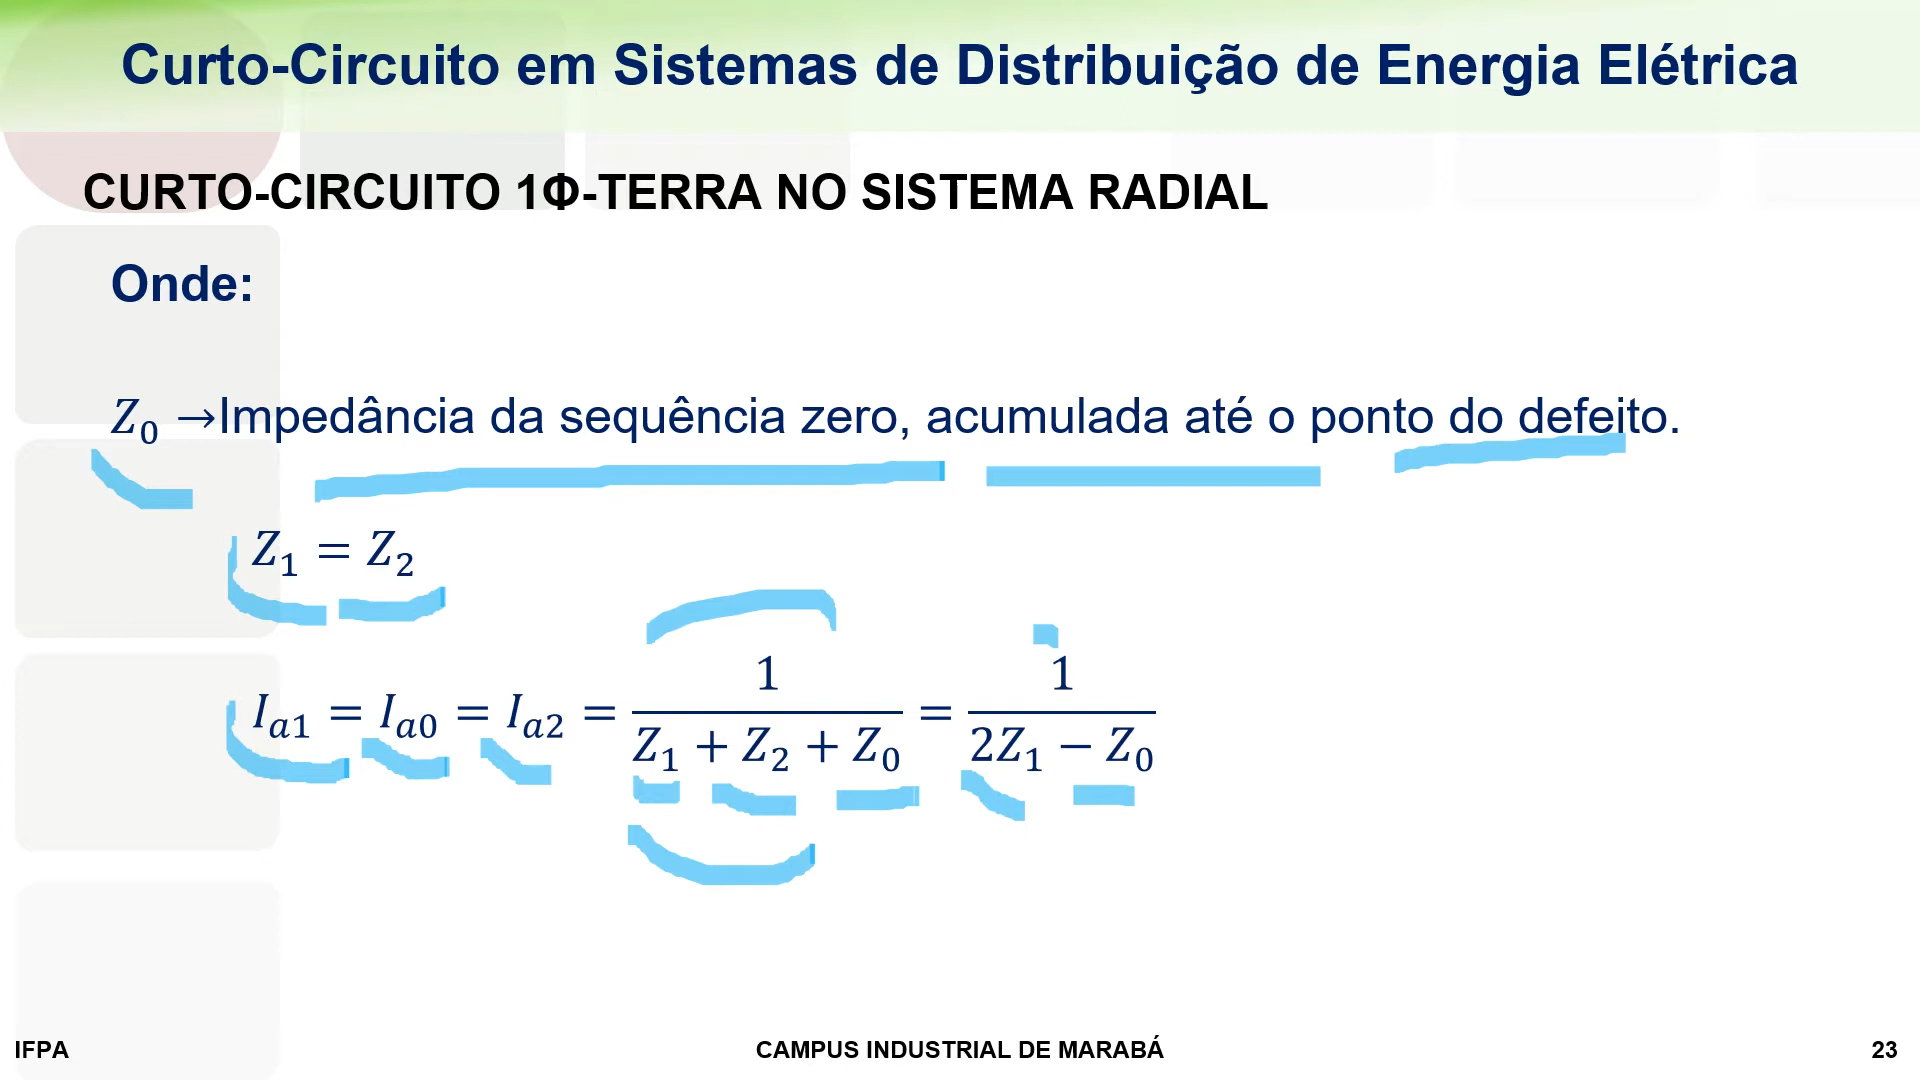 Curto-Circuito em Sistemas de Distribuição de Energia Elétrica
CURTO-CIRCUITO 1Φ-TERRA NO SISTEMA RADIAL
Onde:
Z₀ →Impedância da sequência zero, acumulada até o ponto do defeito.
Z₁ = Z₂
Iₐ₁ = Iₐ₀ = Iₐ₂ = 1 / (Z₁ + Z₂ + Z₀) = 1 / (2Z₁ − Z₀)
IFPA
CAMPUS INDUSTRIAL DE MARABÁ
23